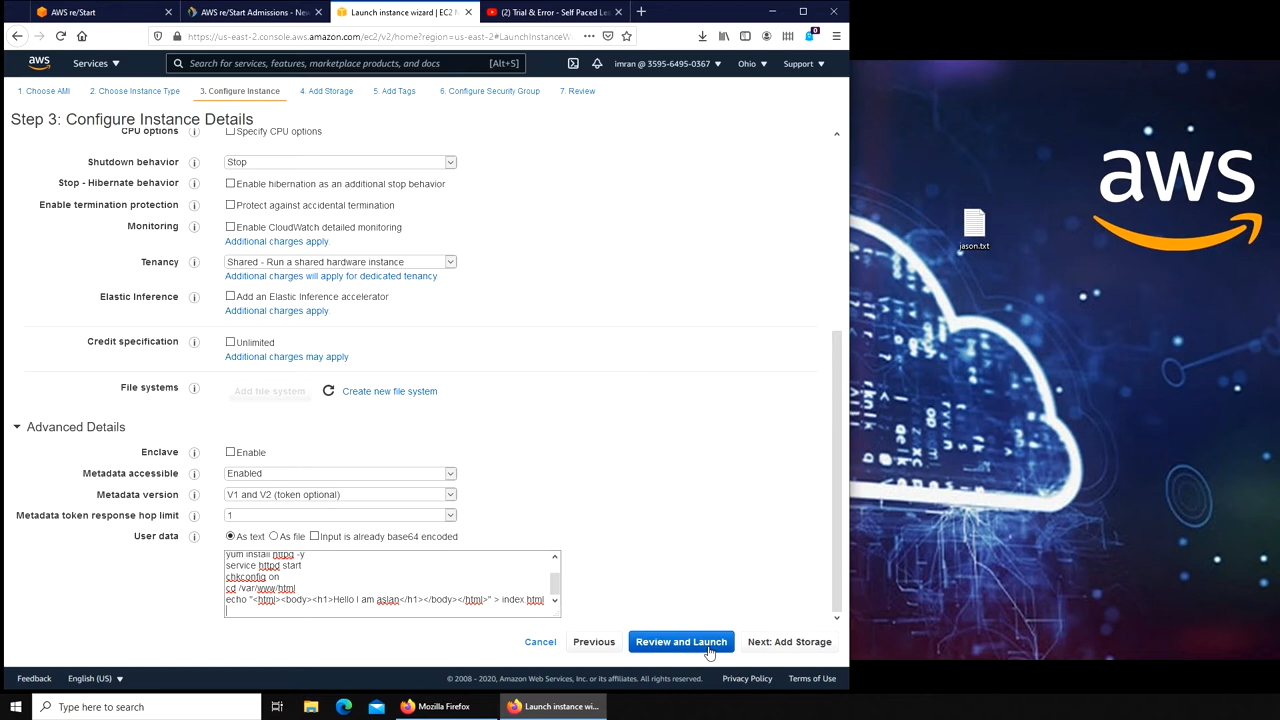 AWS re/Start
AWS re/Start Admissions - New
Launch instance wizard | EC2 M
(2) Trial & Error - Self Paced Le
https://us-east-2.console.aws.amazon.com/ec2/v2/home?region=us-east-2#LaunchInstanceWi
aws
Services
Search for services, features, marketplace products, and docs
[Alt+S]
imran @ 3595-6495-0367
Ohio
Support
1. Choose AMI
2. Choose Instance Type
3. Configure Instance
4. Add Storage
5. Add Tags
6. Configure Security Group
7. Review
Step 3: Configure Instance Details
CPU options
Specify CPU options
Shutdown behavior
Stop
Stop - Hibernate behavior
Enable hibernation as an additional stop behavior
Enable termination protection
Protect against accidental termination
Monitoring
Enable CloudWatch detailed monitoring
Additional charges apply.
Tenancy
Shared - Run a shared hardware instance
Additional charges will apply for dedicated tenancy
Elastic Inference
Add an Elastic Inference accelerator
Additional charges apply.
Credit specification
Unlimited
Additional charges may apply
File systems
Add file system
Create new file system
Advanced Details
Enclave
Enable
Metadata accessible
Enabled
Metadata version
V1 and V2 (token optional)
Metadata token response hop limit
1
User data
As text
As file
Input is already base64 encoded
yum install httpd -y
service httpd start
chkconfig on
cd /var/www/html
echo "<html><body><h1>Hello i am aslan</h1></body></html>" > index html
Cancel
Previous
Review and Launch
Next: Add Storage
Feedback
English (US)
© 2008 - 2020, Amazon Web Services, Inc. or its affiliates. All rights reserved.
Privacy Policy
Terms of Use
Type here to search
Mozilla Firefox
Launch instance wi...
aws
jason.txt